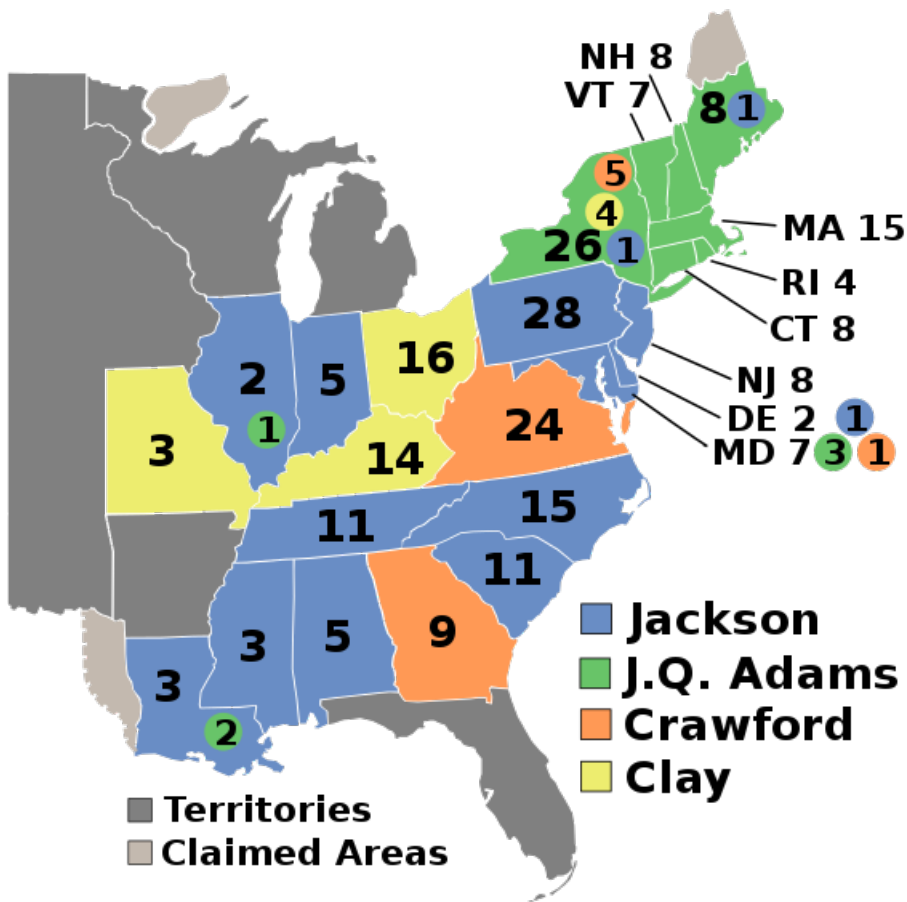 NH 8
VT 7
8 1
5
4
26 1
MA 15
RI 4
CT 8
28
16
2
5
NJ 8
DE 2 1
MD 7 3 1
24
1
3
14
11
15
11
3
5
9
3
2
Jackson
J.Q. Adams
Crawford
Clay
Territories
Claimed Areas